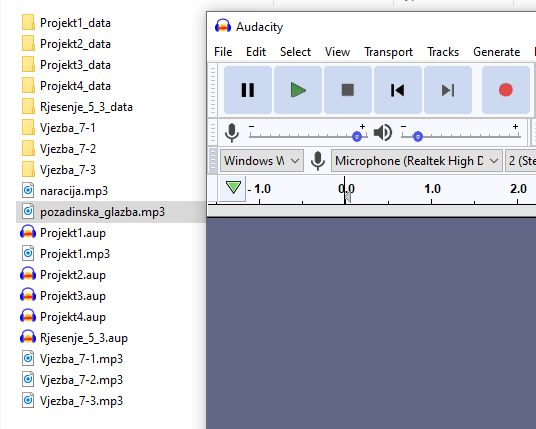 Projekt1_data
Projekt2_data
Projekt3_data
Projekt4_data
Rjesenje_5_3_data
Vjezba_7-1
Vjezba_7-2
Vjezba_7-3
naracija.mp3
pozadinska_glazba.mp3
Projekt1.aup
Projekt1.mp3
Projekt2.aup
Projekt3.aup
Projekt4.aup
Rjesenje_5_3.aup
Vjezba_7-1.mp3
Vjezba_7-2.mp3
Vjezba_7-3.mp3
Audacity
File Edit Select View Transport Tracks Generate
- + - +
Windows W Microphone (Realtek High D 2 (Ste
- 1.0 0.0 1.0 2.0